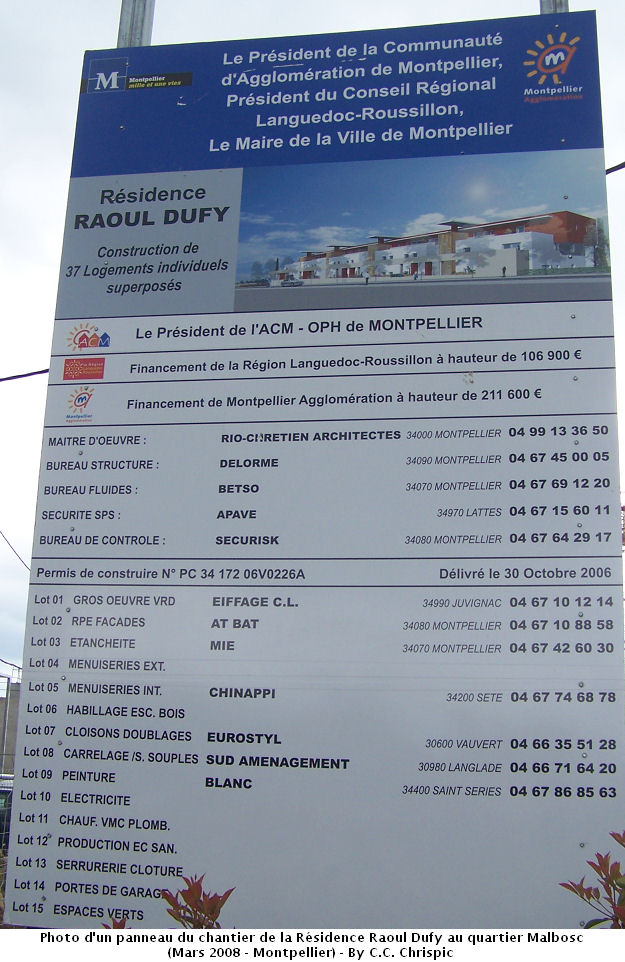 Montpellier
mille et une vies
Le Président de la Communauté
d'Agglomération de Montpellier,
Président du Conseil Régional
Languedoc-Roussillon,
Le Maire de la Ville de Montpellier
Montpellier
Agglomération
Résidence
RAOUL DUFY
Construction de
37 Logements individuels
superposés
ACM
Le Président de l'ACM - OPH de MONTPELLIER
Financement de la Région Languedoc-Roussillon à hauteur de 106 900 €
Montpellier
Agglomération
Financement de Montpellier Agglomération à hauteur de 211 600 €
MAITRE D'OEUVRE : RIO-CHRETIEN ARCHITECTES 34000 MONTPELLIER 04 99 13 36 50
BUREAU STRUCTURE : DELORME 34090 MONTPELLIER 04 67 45 00 05
BUREAU FLUIDES : BETSO 34070 MONTPELLIER 04 67 69 12 20
SECURITE SPS : APAVE 34970 LATTES 04 67 15 60 11
BUREAU DE CONTROLE : SECURISK 34080 MONTPELLIER 04 67 64 29 17
Permis de construire N° PC 34 172 06V0226A Délivré le 30 Octobre 2006
Lot 01 GROS OEUVRE VRD EIFFAGE C.L. 34990 JUVIGNAC 04 67 10 12 14
Lot 02 RPE FACADES AT BAT 34080 MONTPELLIER 04 67 10 88 58
Lot 03 ETANCHEITE MIE 34070 MONTPELLIER 04 67 42 60 30
Lot 04 MENUISERIES EXT.
Lot 05 MENUISERIES INT. CHINAPPI 34200 SETE 04 67 74 68 78
Lot 06 HABILLAGE ESC. BOIS
Lot 07 CLOISONS DOUBLAGES EUROSTYL 30600 VAUVERT 04 66 35 51 28
Lot 08 CARRELAGE /S. SOUPLES SUD AMENAGEMENT 30980 LANGLADE 04 66 71 64 20
Lot 09 PEINTURE BLANC 34400 SAINT SERIES 04 67 86 85 63
Lot 10 ELECTRICITE
Lot 11 CHAUF. VMC PLOMB.
Lot 12 PRODUCTION EC SAN.
Lot 13 SERRURERIE CLOTURE
Lot 14 PORTES DE GARAGE
Lot 15 ESPACES VERTS
Photo d'un panneau du chantier de la Résidence Raoul Dufy au quartier Malbosc
(Mars 2008 - Montpellier) - By C.C. Chrispic